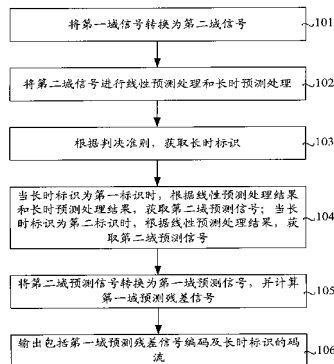 将第一域信号转换为第二域信号
101
将第二域信号进行线性预测处理和长时预测处理
102
根据判决准则，获取长时标识
103
当长时标识为第一标识时，根据线性预测处理结
果和长时预测处理结果，获取第二域预测信号；当长
时标识为第二标识时，根据线性预测处理结果，获
取第二域预测信号
104
将第二域预测信号转换为第一域预测信号，并计算
第一域预测残差信号
105
输出包括第一域预测残差信号编码及长时标识的码
流
106